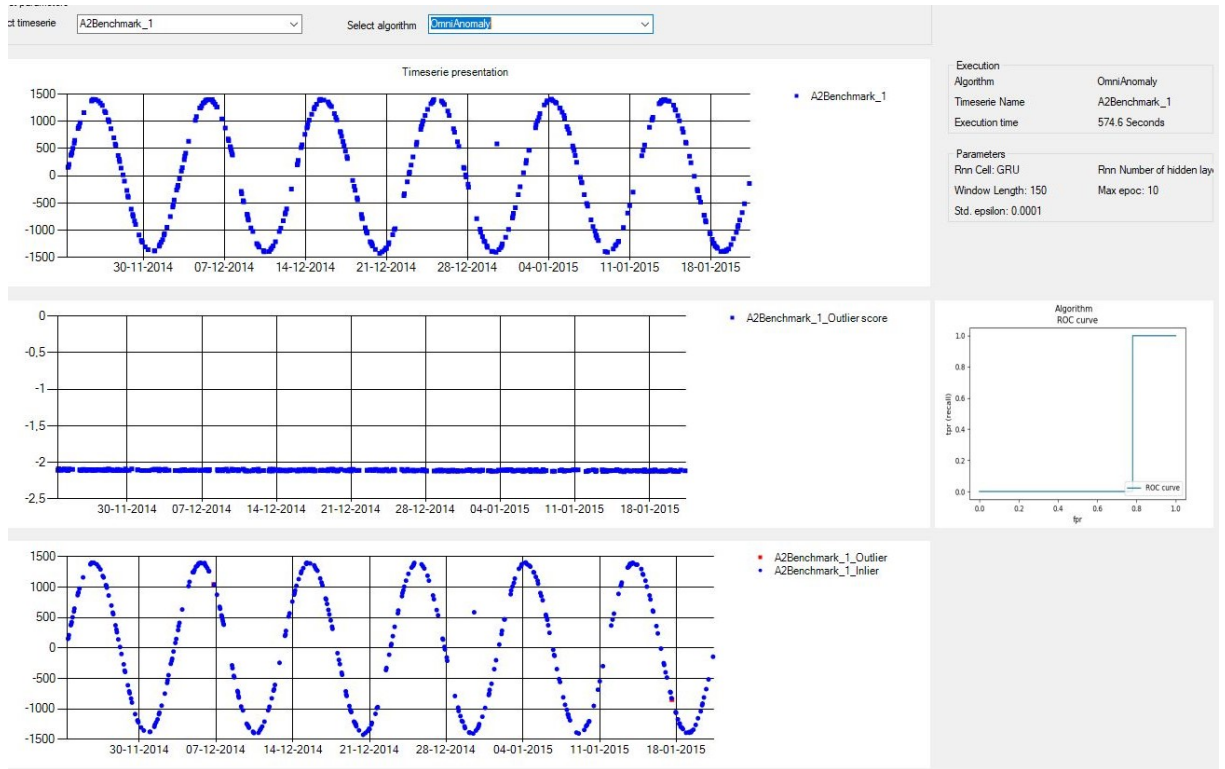 ct timeserie A2Benchmark_1 Select algorithm OmniAnomaly
Timeserie presentation
1500
1000
500
0
-500
-1000
-1500
30-11-2014 07-12-2014 14-12-2014 21-12-2014 28-12-2014 04-01-2015 11-01-2015 18-01-2015
A2Benchmark_1
Execution
Algorithm OmniAnomaly
Timeserie Name A2Benchmark_1
Execution time 574.6 Seconds
Parameters
Rnn Cell: GRU Rnn Number of hidden lay
Window Length: 150 Max epoc: 10
Std. epsilon: 0.0001
0
-0,5
-1
-1,5
-2
-2,5
30-11-2014 07-12-2014 14-12-2014 21-12-2014 28-12-2014 04-01-2015 11-01-2015 18-01-2015
A2Benchmark_1_Outlier score
Algorithm
ROC curve
1.0
0.8
0.6
0.4
0.2
0.0
tpr (recall)
ROC curve
0.0 0.2 0.4 0.6 0.8 1.0
fpr
1500
1000
500
0
-500
-1000
-1500
30-11-2014 07-12-2014 14-12-2014 21-12-2014 28-12-2014 04-01-2015 11-01-2015 18-01-2015
A2Benchmark_1_Outlier
A2Benchmark_1_Inlier